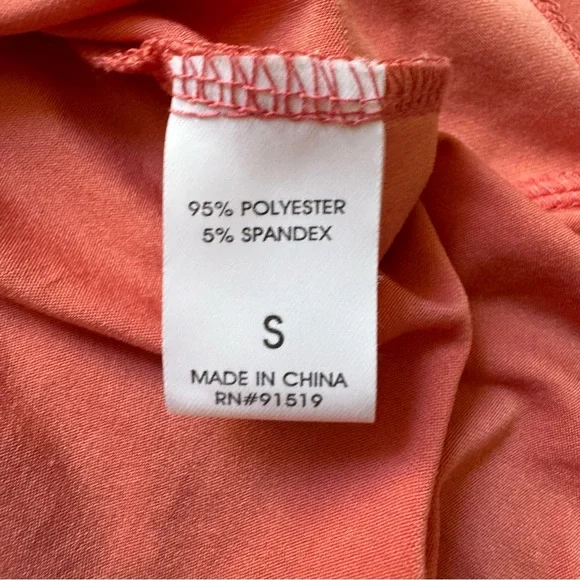 95% POLYESTER
5% SPANDEX
S
MADE IN CHINA
RN#91519